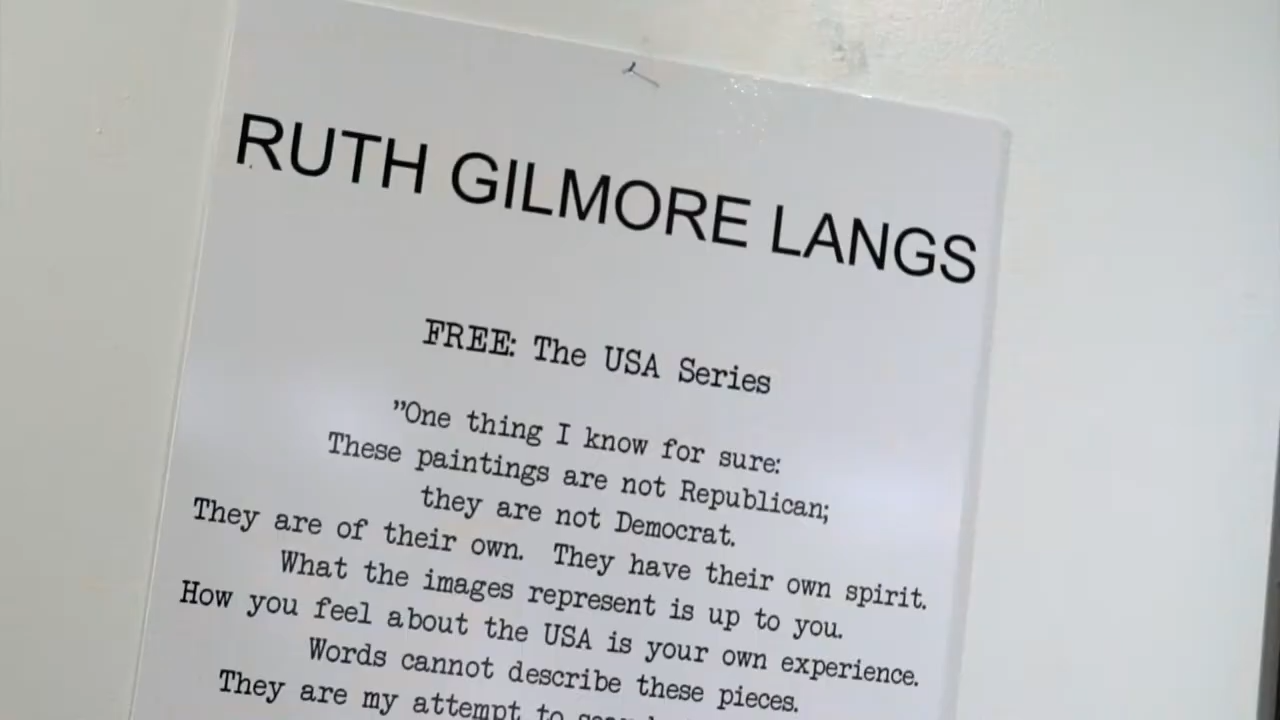 RUTH GILMORE LANGS
FREE: The USA Series
”One thing I know for sure:
These paintings are not Republican;
they are not Democrat.
They are of their own. They have their own spirit.
What the images represent is up to you.
How you feel about the USA is your own experience.
Words cannot describe these pieces.
They are my attempt to